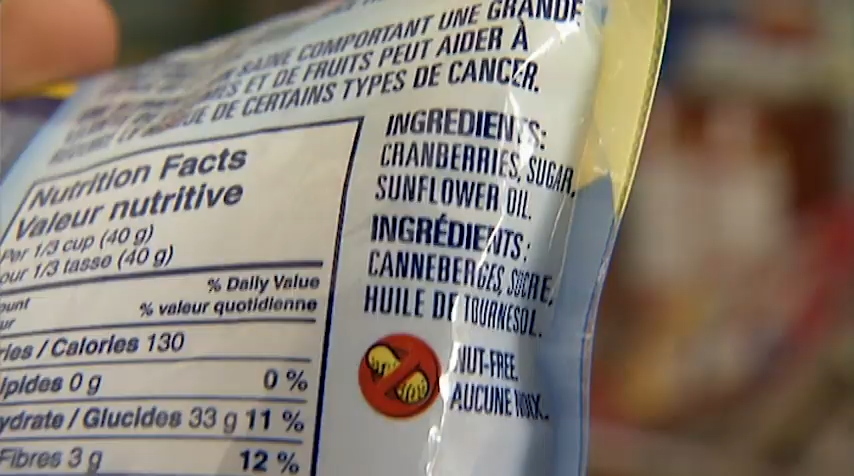 SAINE COMPORTANT UNE GRANDE
ET DE FRUITS PEUT AIDER À
DE CERTAINS TYPES DE CANCER.
Nutrition Facts
Valeur nutritive
Per 1/3 cup (40 g)
our 1/3 tasse (40 g)
% Daily Value
% valeur quotidienne
ries / Calories 130
ipides 0 g 0 %
ydrate / Glucides 33 g 11 %
Fibres 3 g 12 %
INGREDIENTS:
CRANBERRIES, SUGAR,
SUNFLOWER OIL.
INGRÉDIENTS:
CANNEBERGES, SUCRE,
HUILE DE TOURNESOL.
NUT-FREE.
AUCUNE NOIX.